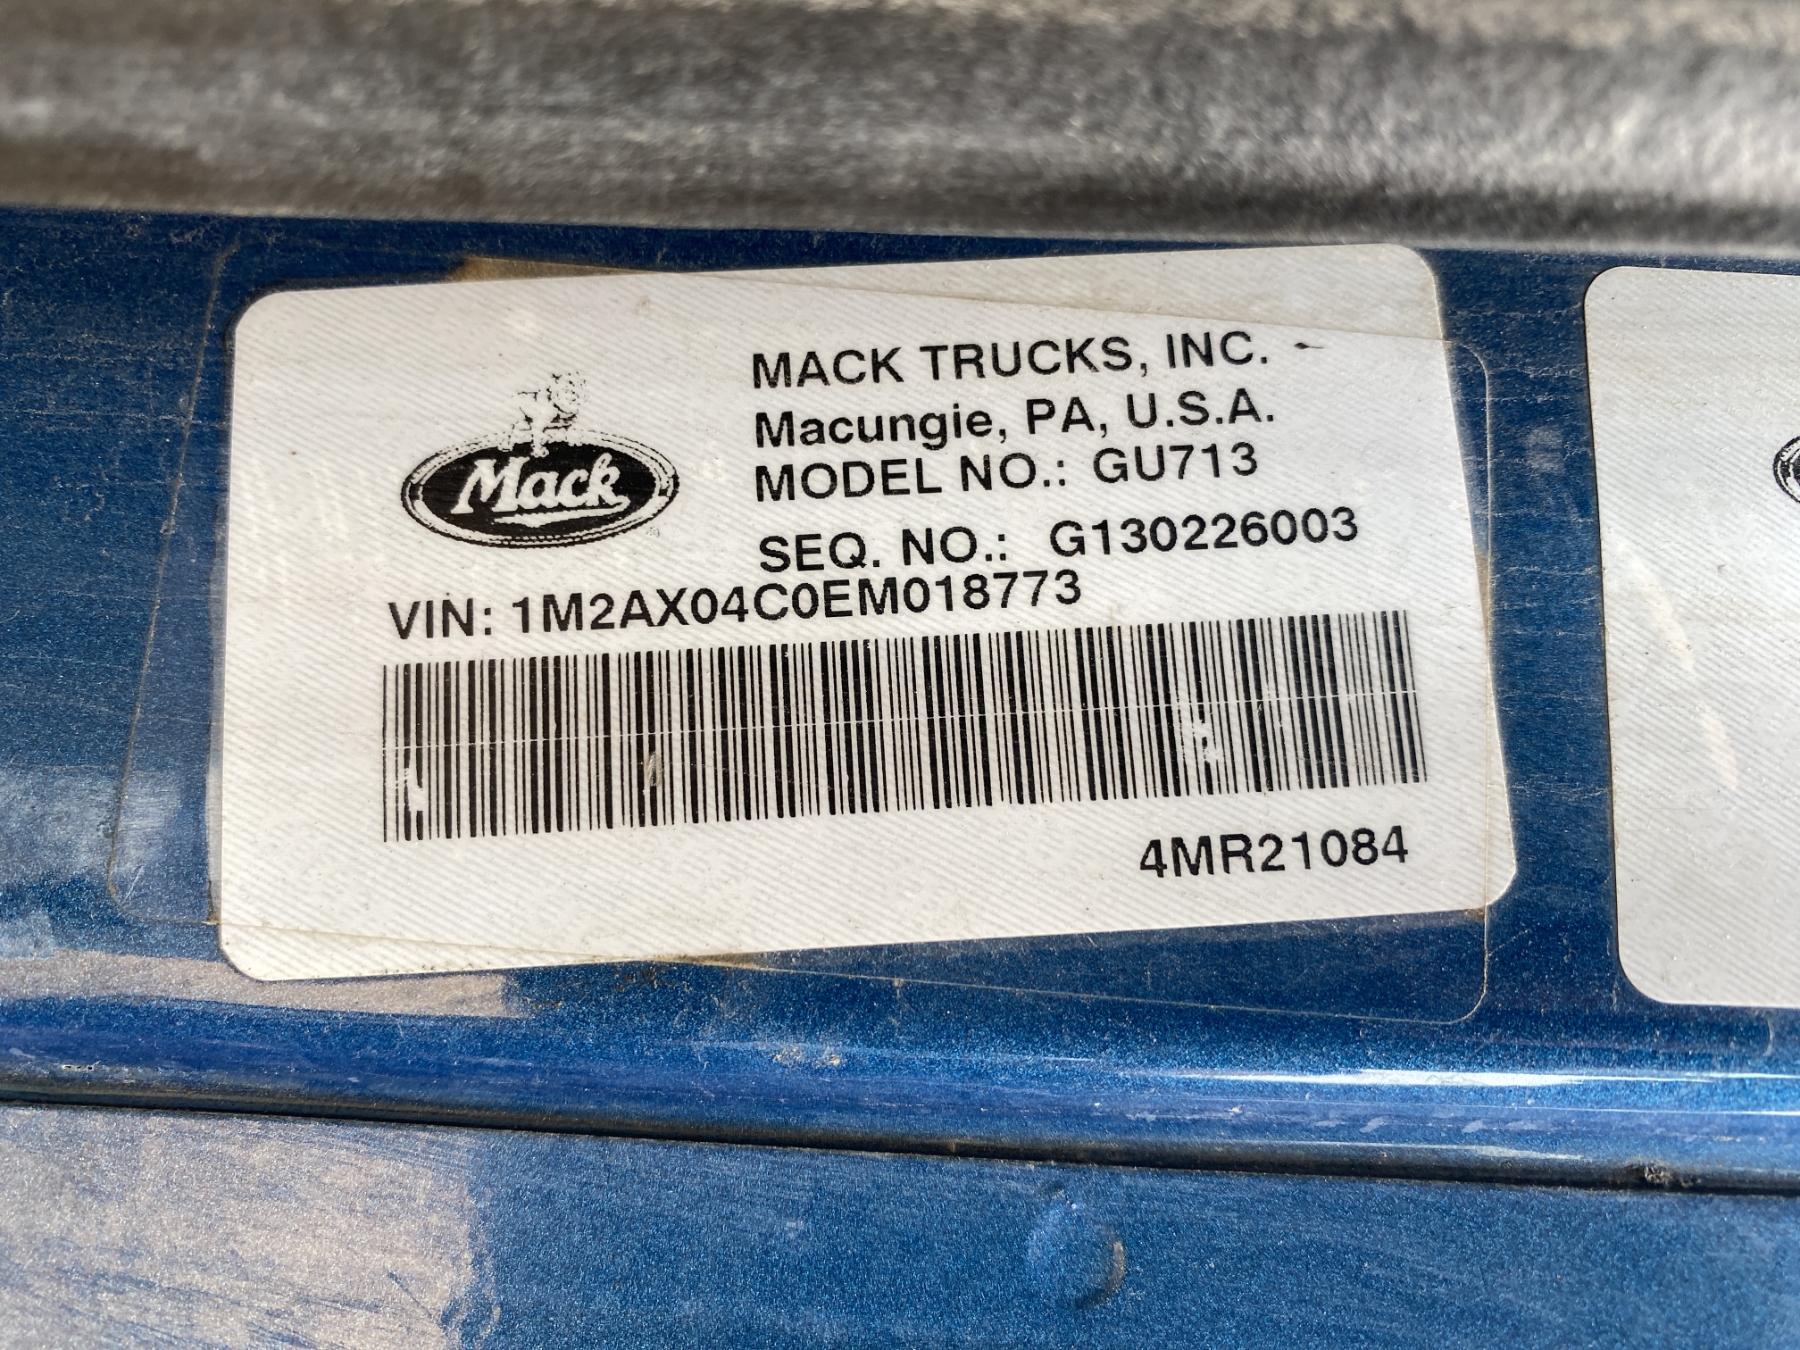 Mack
MACK TRUCKS, INC.
Macungie, PA, U.S.A.
MODEL NO.: GU713
SEQ. NO.: G130226003
VIN: 1M2AX04C0EM018773
4MR21084